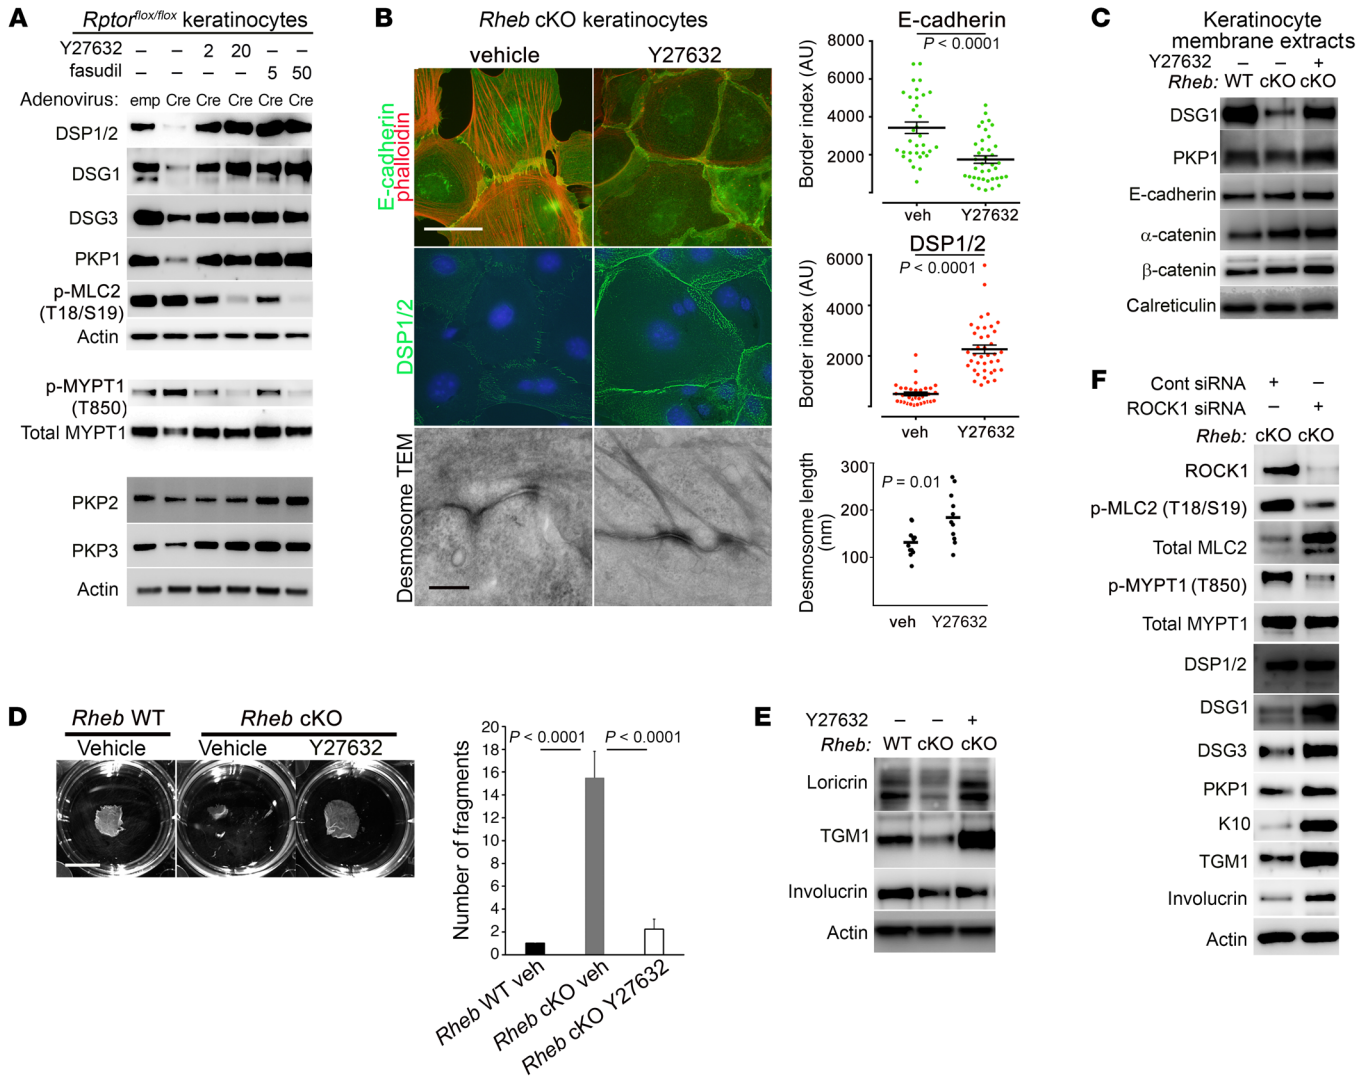 A
Rptor^flox/flox keratinocytes
Y27632 – – 2 20 – –
fasudil – – – – 5 50
Adenovirus: emp Cre Cre Cre Cre Cre
DSP1/2
DSG1
DSG3
PKP1
p-MLC2
(T18/S19)
Actin
p-MYPT1
(T850)
Total MYPT1
PKP2
PKP3
Actin
B
Rheb cKO keratinocytes
vehicle Y27632
E-cadherin
phalloidin
DSP1/2
Desmosome TEM
E-cadherin
P < 0.0001
Border index (AU)
8000
6000
4000
2000
veh Y27632
DSP1/2
P < 0.0001
Border index (AU)
6000
4000
2000
veh Y27632
P = 0.01
Desmosome length
(nm)
300
200
100
veh Y27632
C
Keratinocyte
membrane extracts
Y27632 – – +
Rheb: WT cKO cKO
DSG1
PKP1
E-cadherin
α-catenin
β-catenin
Calreticulin
D
Rheb WT Rheb cKO
Vehicle Vehicle Y27632
P < 0.0001 P < 0.0001
Number of fragments
20
18
16
14
12
10
8
6
4
2
0
Rheb WT veh
Rheb cKO veh
Rheb cKO Y27632
E
Y27632 – – +
Rheb: WT cKO cKO
Loricrin
TGM1
Involucrin
Actin
F
Cont siRNA + –
ROCK1 siRNA – +
Rheb: cKO cKO
ROCK1
p-MLC2 (T18/S19)
Total MLC2
p-MYPT1 (T850)
Total MYPT1
DSP1/2
DSG1
DSG3
PKP1
K10
TGM1
Involucrin
Actin